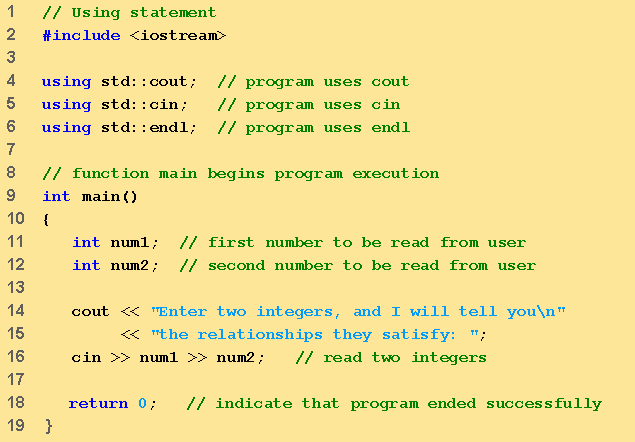 1 // Using statement
2 #include <iostream>
3
4 using std::cout; // program uses cout
5 using std::cin; // program uses cin
6 using std::endl; // program uses endl
7
8 // function main begins program execution
9 int main()
10 {
11 int num1; // first number to be read from user
12 int num2; // second number to be read from user
13
14 cout << "Enter two integers, and I will tell you\n"
15 << "the relationships they satisfy: ";
16 cin >> num1 >> num2; // read two integers
17
18 return 0; // indicate that program ended successfully
19 }